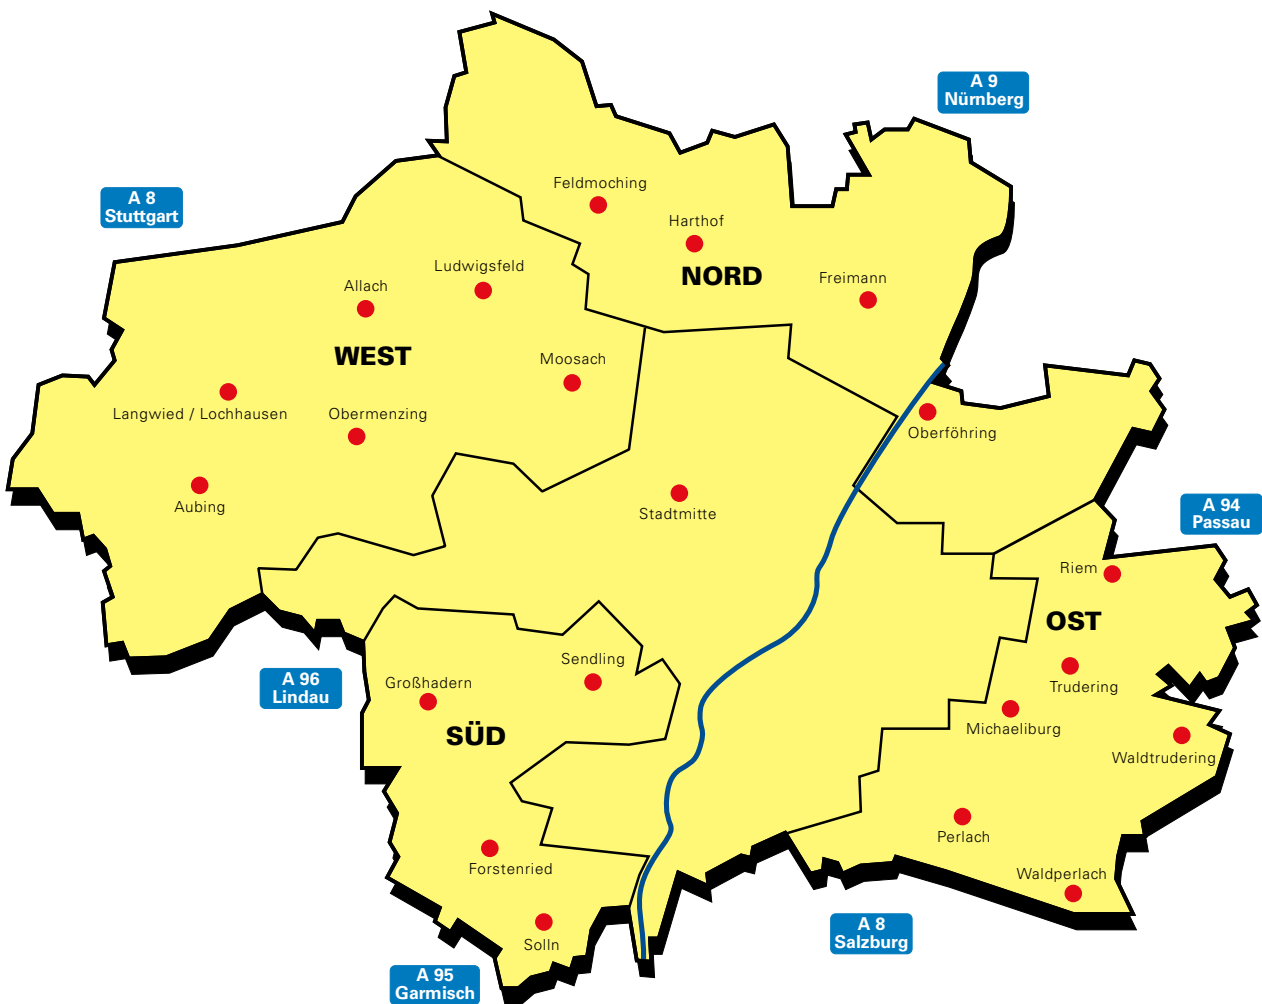 A 9
Nürnberg
A 8
Stuttgart
Feldmoching
Harthof
NORD
Freimann
Ludwigsfeld
Allach
WEST
Moosach
Langwied / Lochhausen
Obermenzing
Oberföhring
Aubing
Stadtmitte
A 94
Passau
Riem
OST
Trudering
Michaeliburg
Waldtrudering
A 96
Lindau
Großhadern
Sendling
SÜD
Perlach
Forstenried
Waldperlach
Solln
A 8
Salzburg
A 95
Garmisch